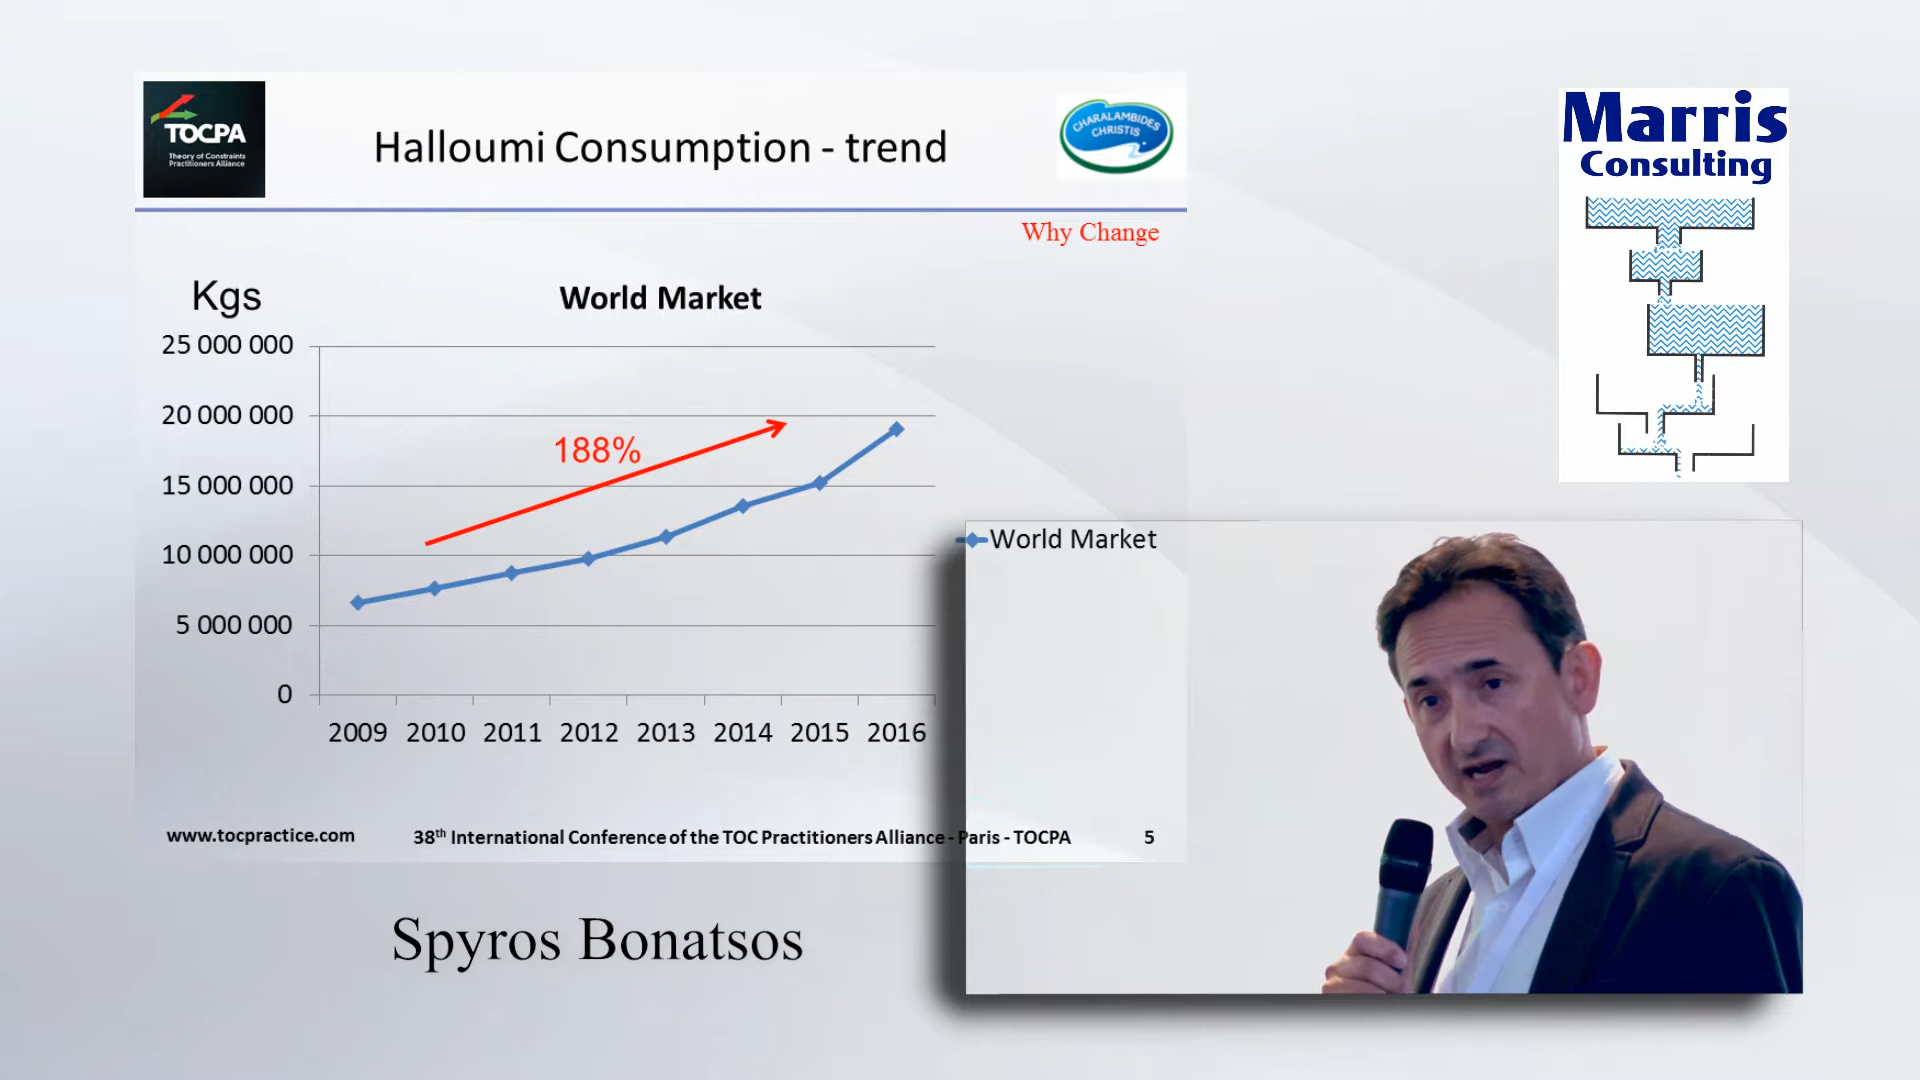 TOCPA
Theory of Constraints
Practitioners Alliance
Halloumi Consumption - trend
CHARALAMBIDES
CHRISTIS
Marris
Consulting
Why Change
Kgs
World Market
25 000 000
20 000 000
15 000 000
10 000 000
5 000 000
0
188%
World Market
2009 2010 2011 2012 2013 2014 2015 2016
www.tocpractice.com 38th International Conference of the TOC Practitioners Alliance - Paris - TOCPA 5
Spyros Bonatsos